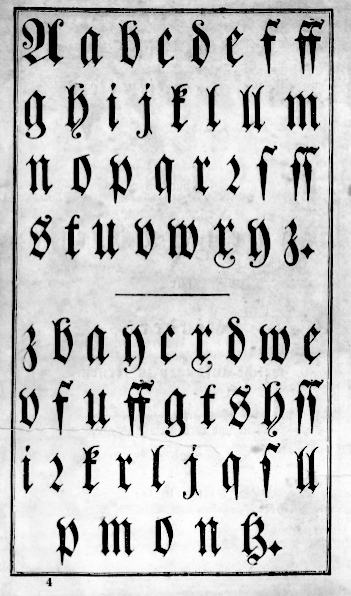 A a b c d e f ff
g h i j k l ll m
n o p q r ꝛ ſ ſſ
s t u v w x y z.
z b a y c x d w e
v f u ff g t s h ſſ
i ꝛ k r l j q ſ ll
p m o n tz.
4